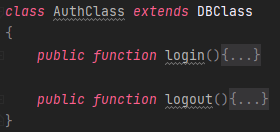 class AuthClass extends DBClass
{
public function login(){...}
public function logout(){...}
}